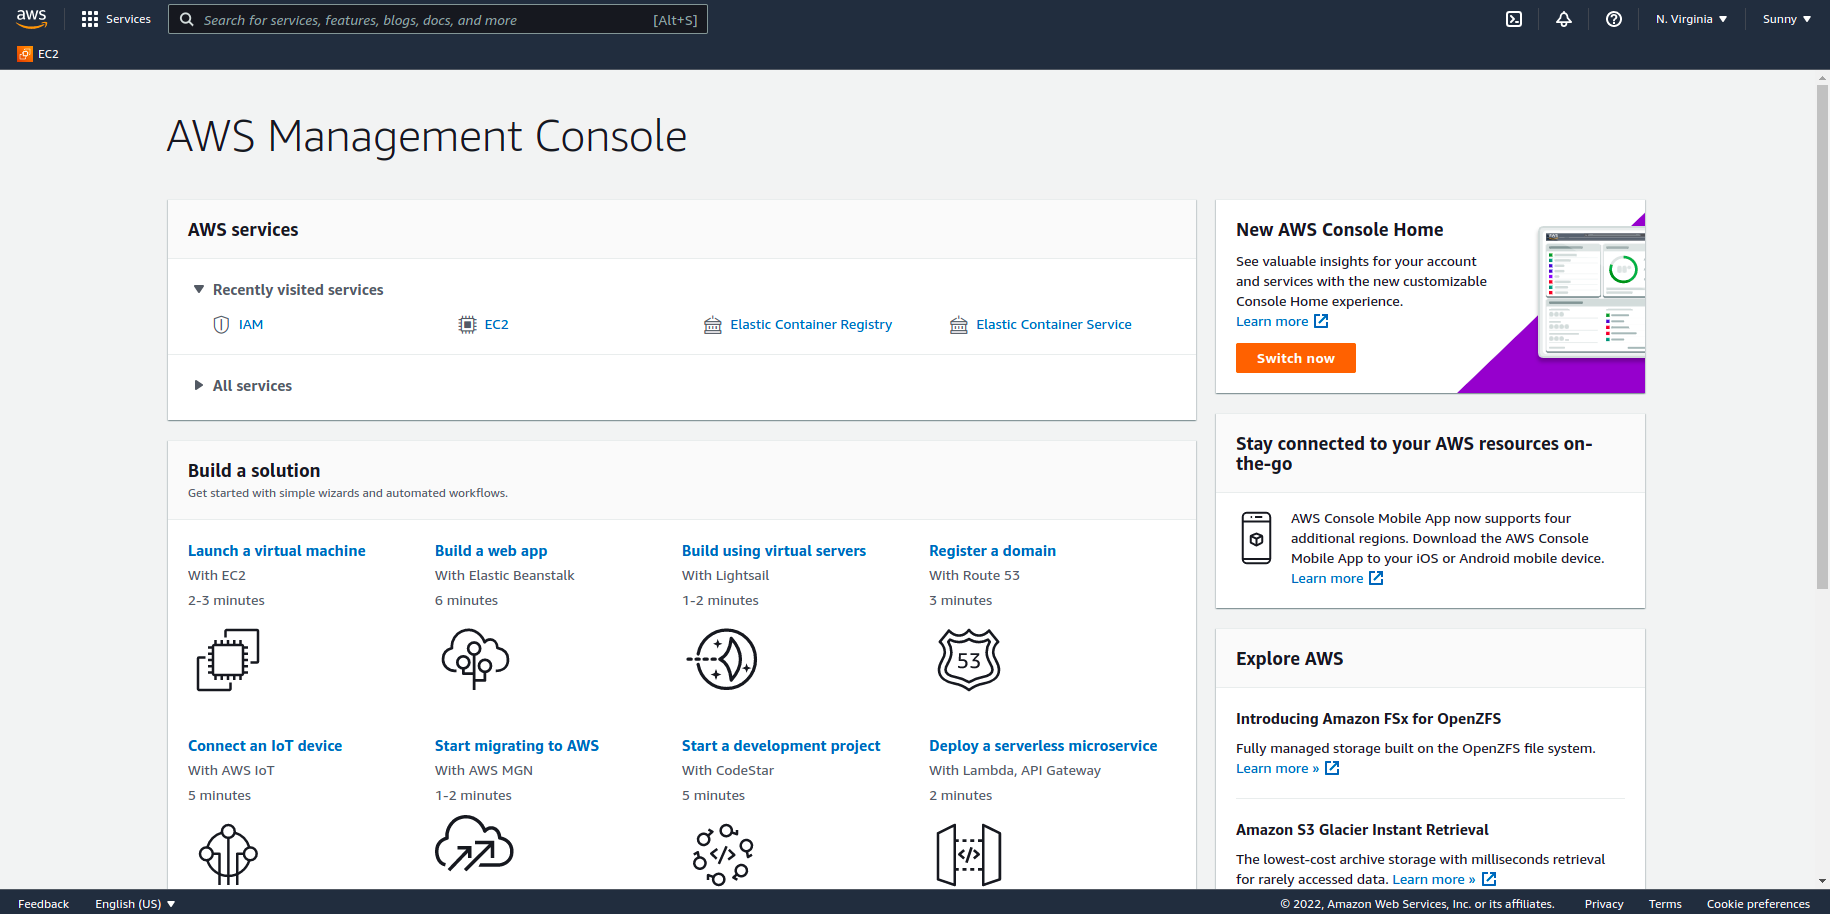 aws
Services
Search for services, features, blogs, docs, and more [Alt+S]
N. Virginia
Sunny
EC2
AWS Management Console
AWS services
Recently visited services
IAM
EC2
Elastic Container Registry
Elastic Container Service
All services
Build a solution
Get started with simple wizards and automated workflows.
Launch a virtual machine
With EC2
2-3 minutes
Build a web app
With Elastic Beanstalk
6 minutes
Build using virtual servers
With Lightsail
1-2 minutes
Register a domain
With Route 53
3 minutes
53
Connect an IoT device
With AWS IoT
5 minutes
Start migrating to AWS
With AWS MGN
1-2 minutes
Start a development project
With CodeStar
5 minutes
</>
Deploy a serverless microservice
With Lambda, API Gateway
2 minutes
</>
New AWS Console Home
See valuable insights for your account
and services with the new customizable
Console Home experience.
Learn more
Switch now
Stay connected to your AWS resources on-
the-go
AWS Console Mobile App now supports four
additional regions. Download the AWS Console
Mobile App to your iOS or Android mobile device.
Learn more
Explore AWS
Introducing Amazon FSx for OpenZFS
Fully managed storage built on the OpenZFS file system.
Learn more »
Amazon S3 Glacier Instant Retrieval
The lowest-cost archive storage with milliseconds retrieval
for rarely accessed data. Learn more »
Feedback
English (US)
© 2022, Amazon Web Services, Inc. or its affiliates.
Privacy
Terms
Cookie preferences